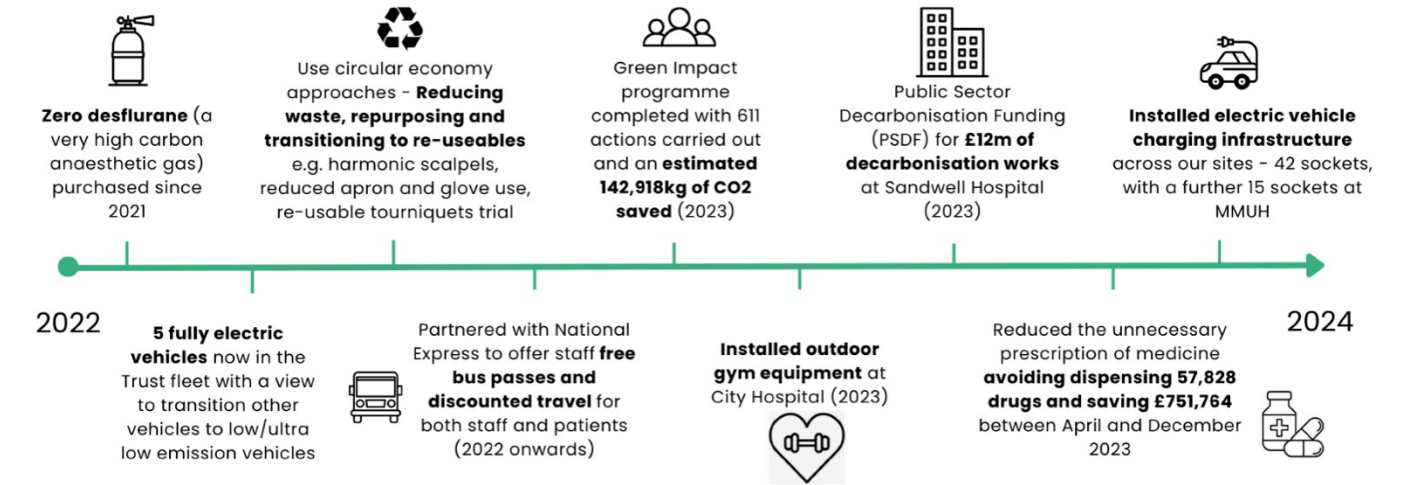 Zero desflurane (a
very high carbon
anaesthetic gas)
purchased since
2021
Use circular economy
approaches - Reducing
waste, repurposing and
transitioning to re-useables
e.g. harmonic scalpels,
reduced apron and glove use,
re-usable tourniquets trial
Green Impact
programme
completed with 611
actions carried out
and an estimated
142,918kg of CO2
saved (2023)
Public Sector
Decarbonisation Funding
(PSDF) for £12m of
decarbonisation works
at Sandwell Hospital
(2023)
Installed electric vehicle
charging infrastructure
across our sites - 42 sockets,
with a further 15 sockets at
MMUH
2022
5 fully electric
vehicles now in the
Trust fleet with a view
to transition other
vehicles to low/ultra
low emission vehicles
Partnered with National
Express to offer staff free
bus passes and
discounted travel for
both staff and patients
(2022 onwards)
Installed outdoor
gym equipment at
City Hospital (2023)
Reduced the unnecessary
prescription of medicine
avoiding dispensing 57,828
drugs and saving £751,764
between April and December
2023
2024